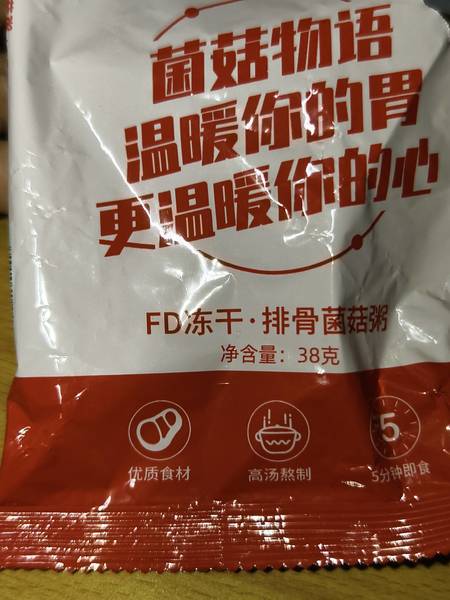 菌菇物语
温暖你的胃
更温暖你的心
FD冻干·排骨菌菇粥
净含量：38克
5
优质食材
高汤熬制
5分钟即食